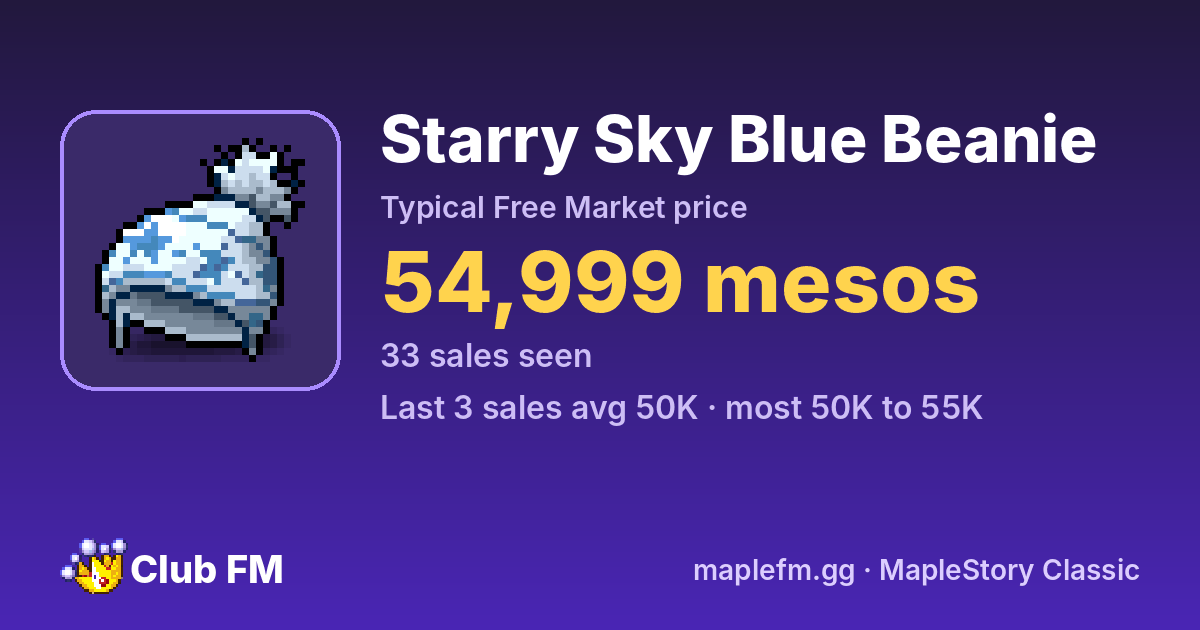 Starry Sky Blue Beanie
Typical Free Market price
54,999 mesos
33 sales seen
Last 3 sales avg 50K · most 50K to 55K
Club FM
maplefm.gg · MapleStory Classic